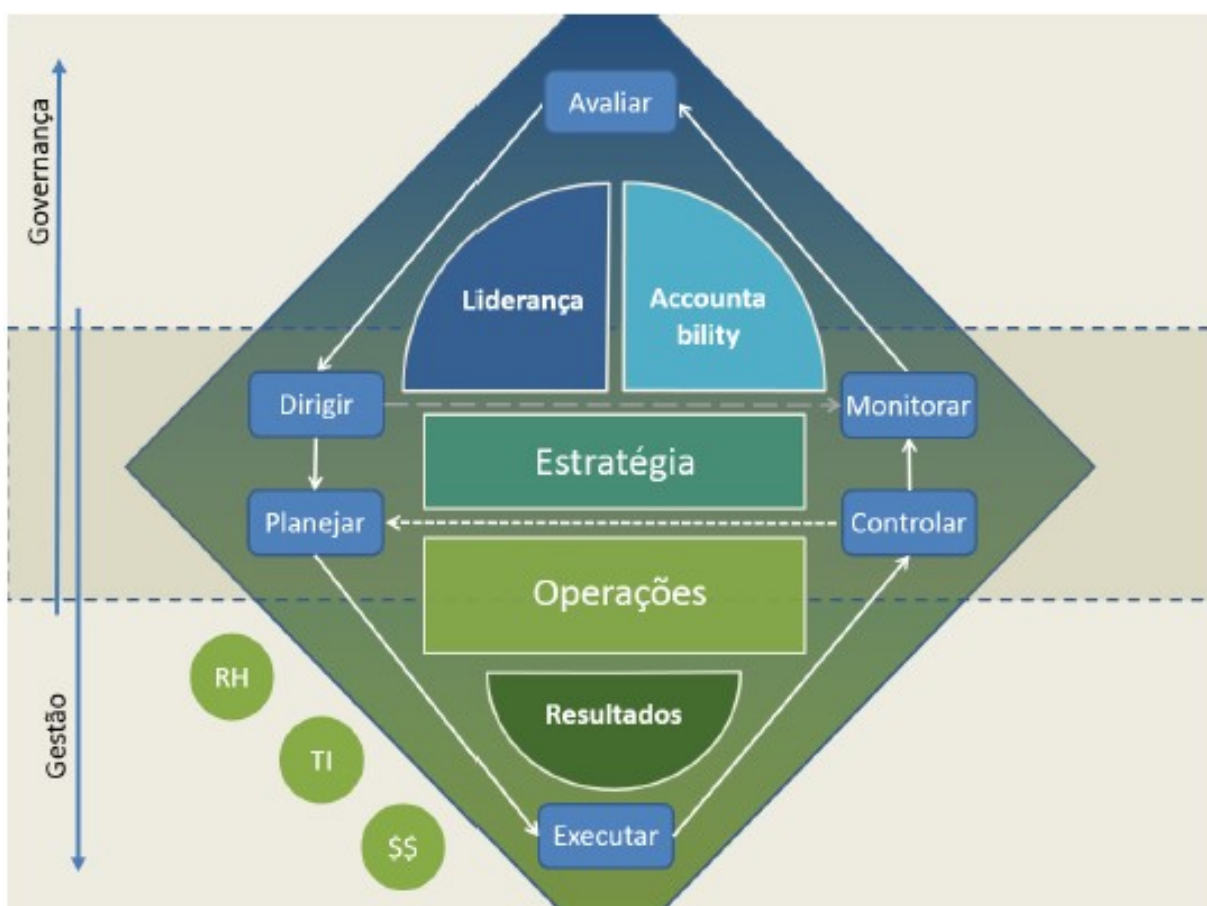 Avaliar
Governança
Liderança
Accounta
bility
Dirigir
Monitorar
Estratégia
Planejar
Controlar
Operações
RH
Gestão
Resultados
TI
Executar
$$